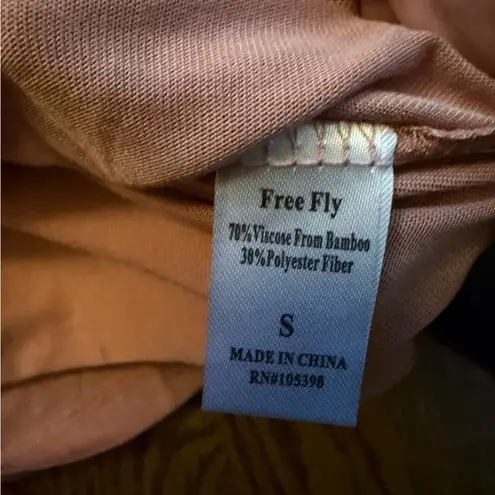 Free Fly
70%Viscose From Bamboo
30%Polyester Fiber
S
MADE IN CHINA
RN#105398